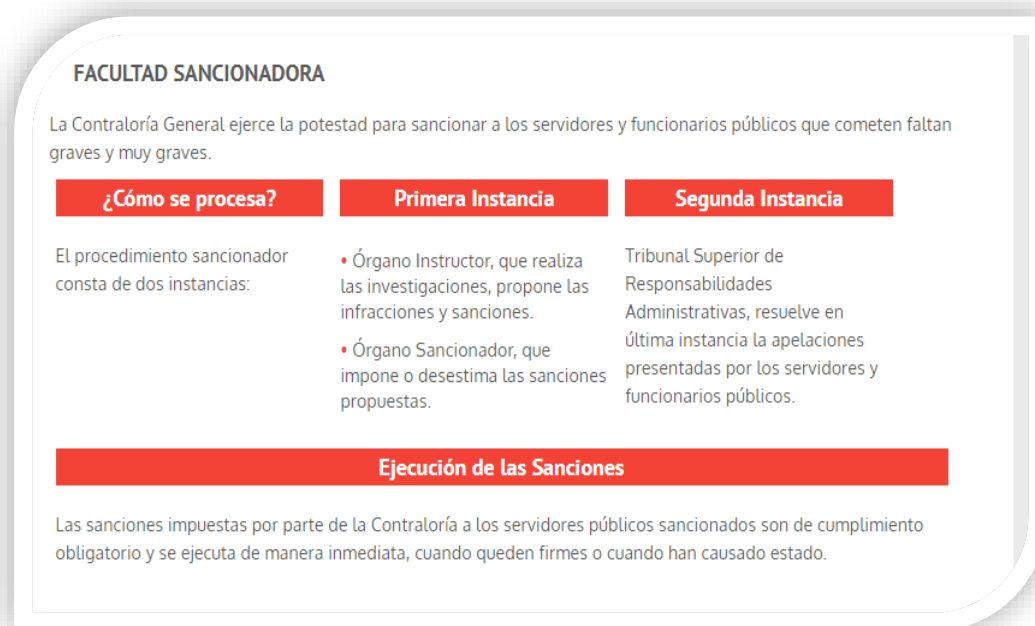 FACULTAD SANCIONADORA
La Contraloría General ejerce la potestad para sancionar a los servidores y funcionarios públicos que cometen faltan
graves y muy graves.
¿Cómo se procesa?
El procedimiento sancionador
consta de dos instancias:
Primera Instancia
• Órgano Instructor, que realiza
las investigaciones, propone las
infracciones y sanciones.
• Órgano Sancionador, que
impone o desestima las sanciones
propuestas.
Segunda Instancia
Tribunal Superior de
Responsabilidades
Administrativas, resuelve en
última instancia la apelaciones
presentadas por los servidores y
funcionarios públicos.
Ejecución de las Sanciones
Las sanciones impuestas por parte de la Contraloría a los servidores públicos sancionados son de cumplimiento
obligatorio y se ejecuta de manera inmediata, cuando queden firmes o cuando han causado estado.